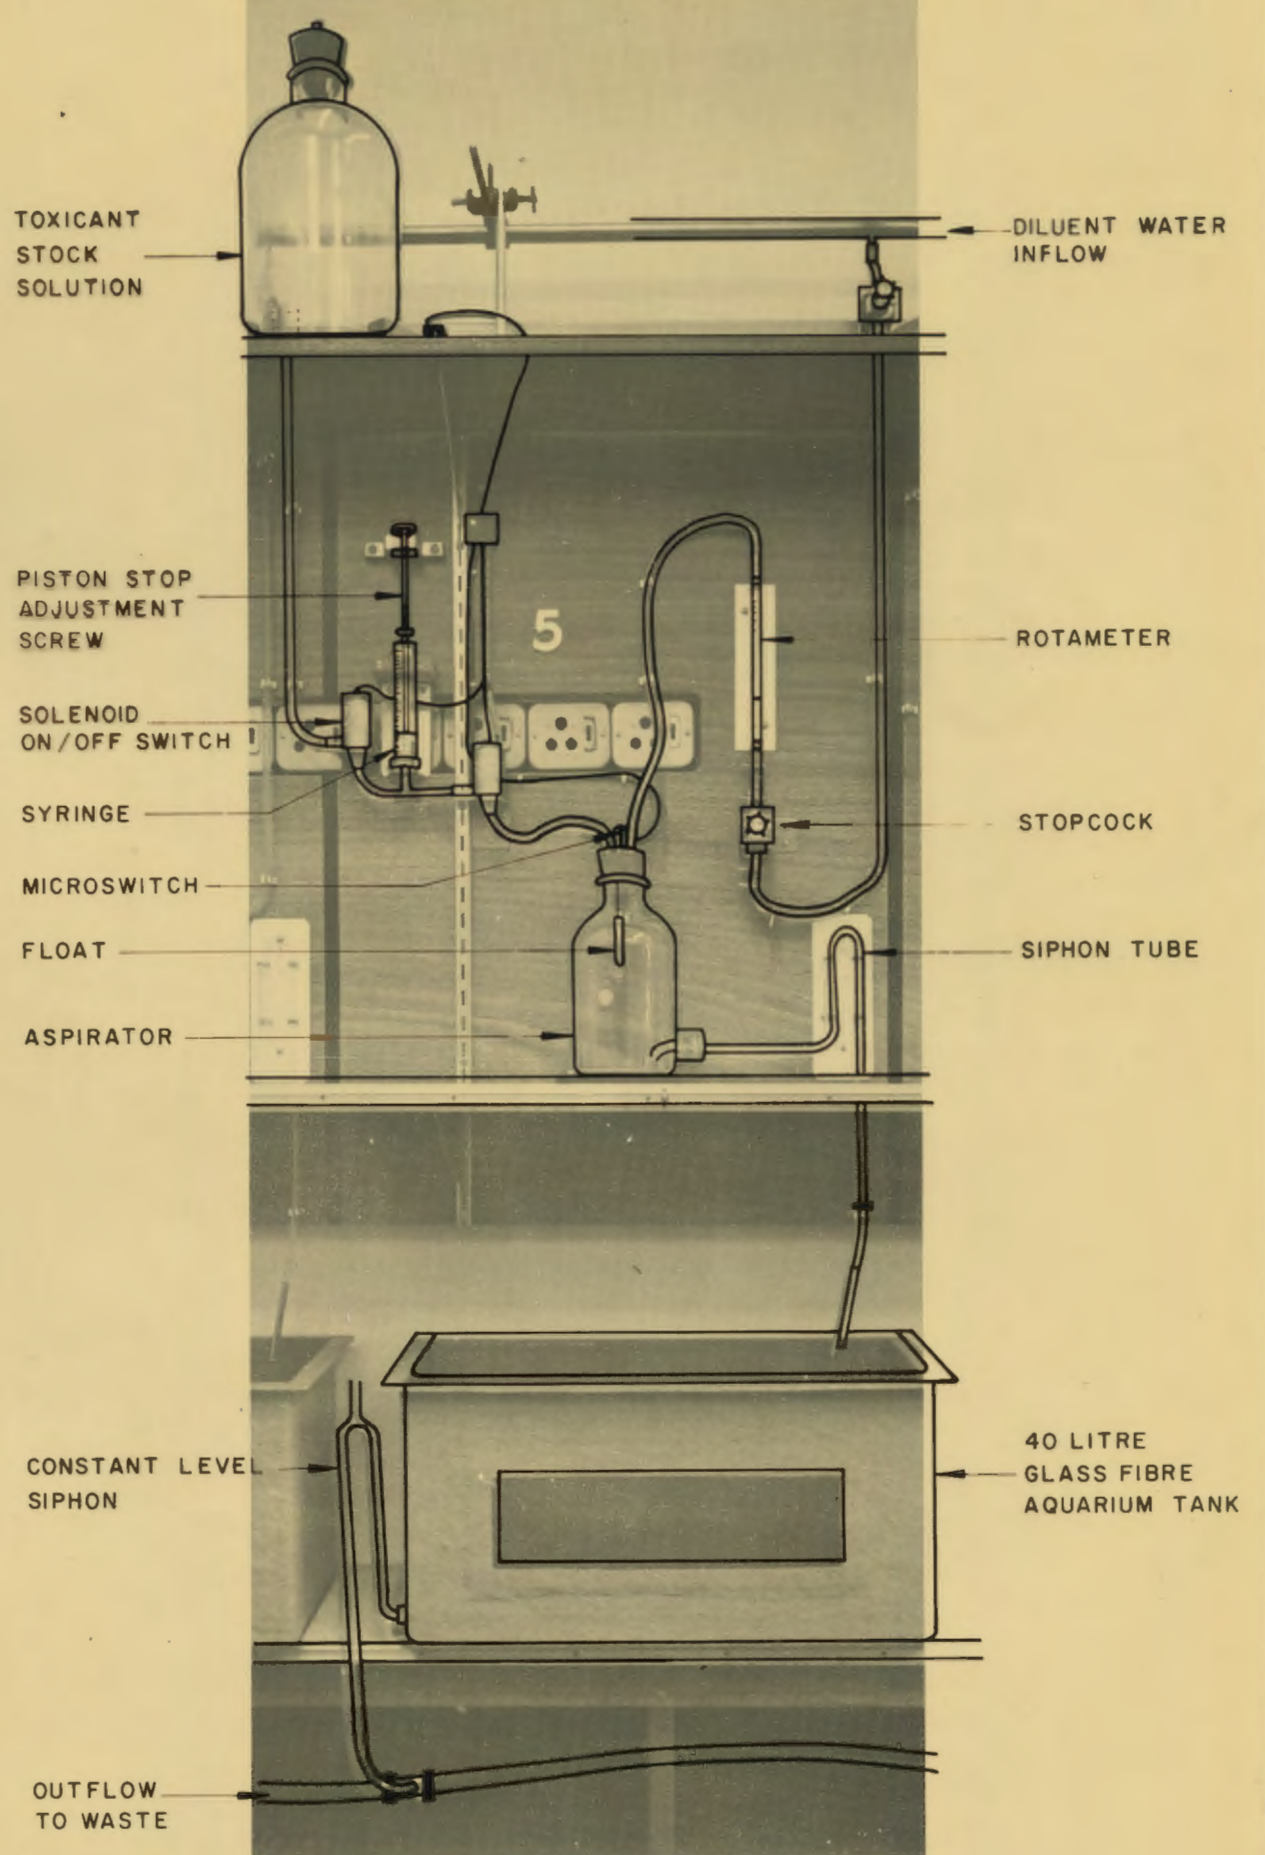 TOXICANT
STOCK
SOLUTION
DILUENT WATER
INFLOW
PISTON STOP
ADJUSTMENT
SCREW
5
ROTAMETER
SOLENOID
ON/OFF SWITCH
SYRINGE
STOPCOCK
MICROSWITCH
FLOAT
SIPHON TUBE
ASPIRATOR
CONSTANT LEVEL
SIPHON
40 LITRE
GLASS FIBRE
AQUARIUM TANK
OUTFLOW
TO WASTE